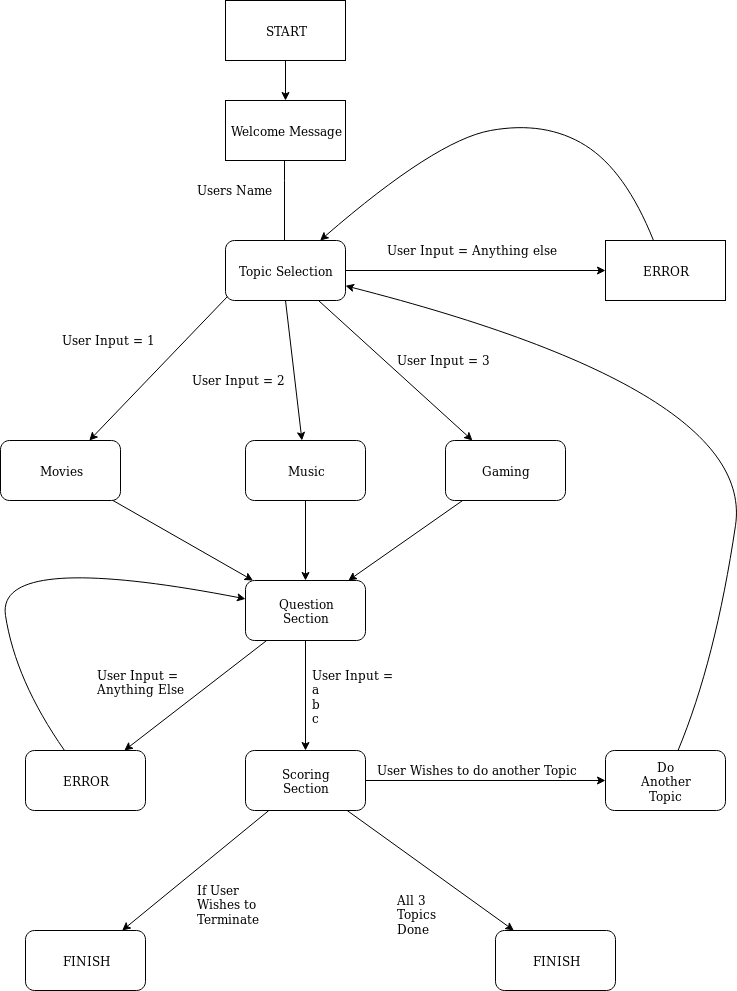 START
Welcome Message
Users Name
Topic Selection
User Input = Anything else
ERROR
User Input = 1
User Input = 2
User Input = 3
Movies
Music
Gaming
Question
Section
User Input =
Anything Else
User Input =
a
b
c
ERROR
Scoring
Section
User Wishes to do another Topic
Do
Another
Topic
If User
Wishes to
Terminate
All 3
Topics
Done
FINISH
FINISH